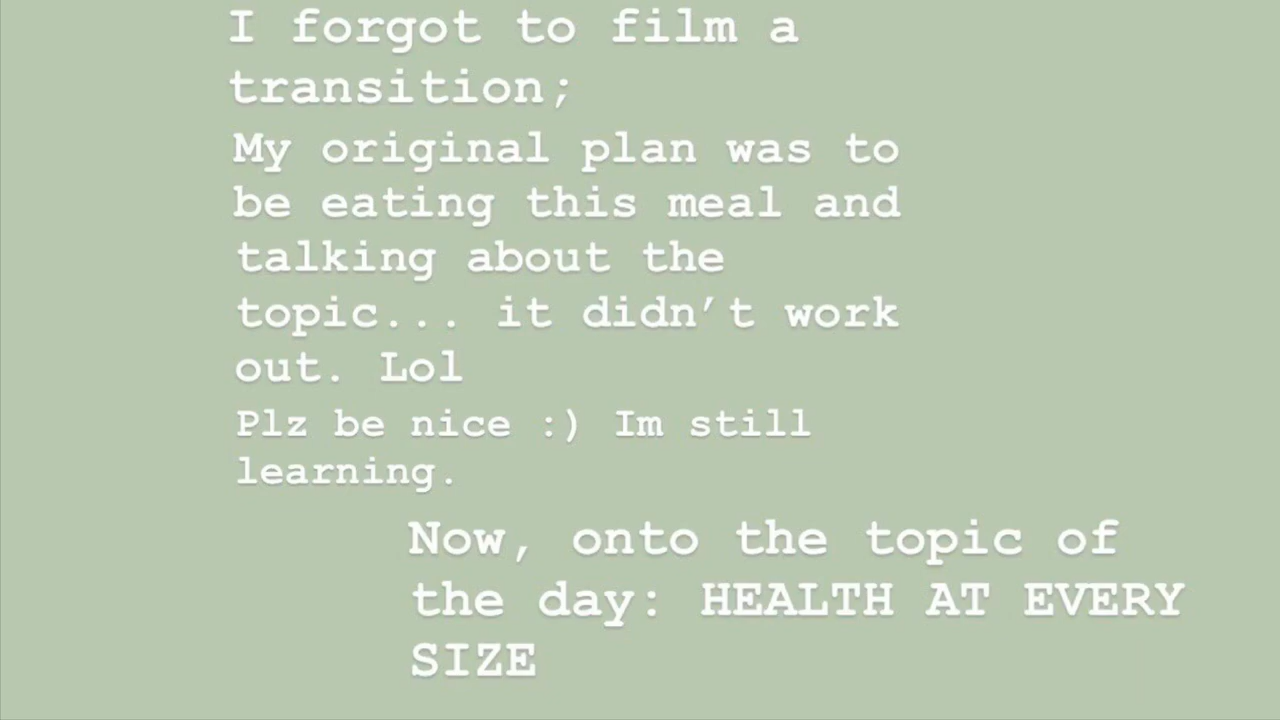 I forgot to film a
transition;
My original plan was to
be eating this meal and
talking about the
topic... it didn’t work
out. Lol
Plz be nice :) Im still
learning.
Now, onto the topic of
the day: HEALTH AT EVERY
SIZE